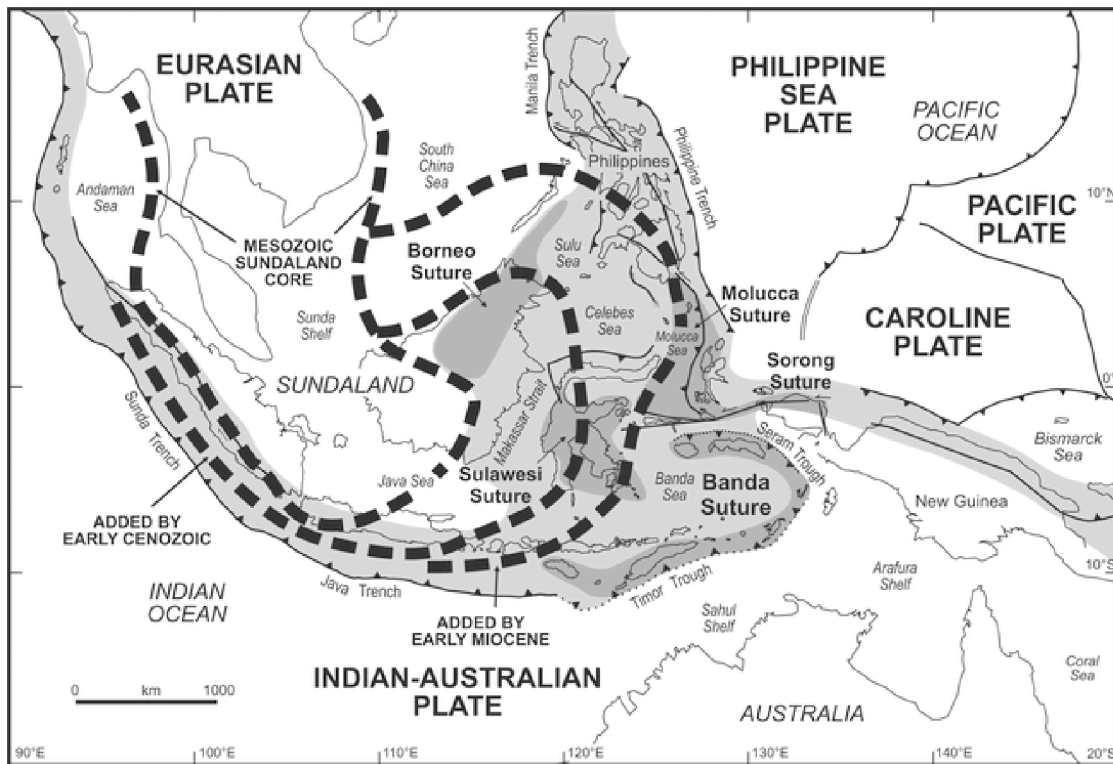 EURASIAN
PLATE
Manila Trench
PHILIPPINE
SEA
PLATE
PACIFIC
OCEAN
South
China
Sea
Philippines
Philippine Trench
Andaman
Sea
10°N
PACIFIC
PLATE
MESOZOIC
SUNDALAND
CORE
Borneo
Suture
Sulu
Sea
Molucca
Suture
Sunda
Shelf
Celebes
Sea
Molucca
Sea
CAROLINE
PLATE
Sorong
Suture
SUNDALAND
0°N
Sunda Trench
Makassar Strait
Seram Trough
Bismarck
Sea
Java Sea
Sulawesi
Suture
Banda
Sea
Banda
Suture
New Guinea
ADDED BY
EARLY CENOZOIC
Java Trench
Timor Trough
Arafura
Shelf
10°S
INDIAN
OCEAN
ADDED BY
EARLY MIOCENE
Sahul
Shelf
INDIAN-AUSTRALIAN
PLATE
Coral
Sea
0 km 1000
AUSTRALIA
90°E 100°E 110°E 120°E 130°E 140°E 20°S